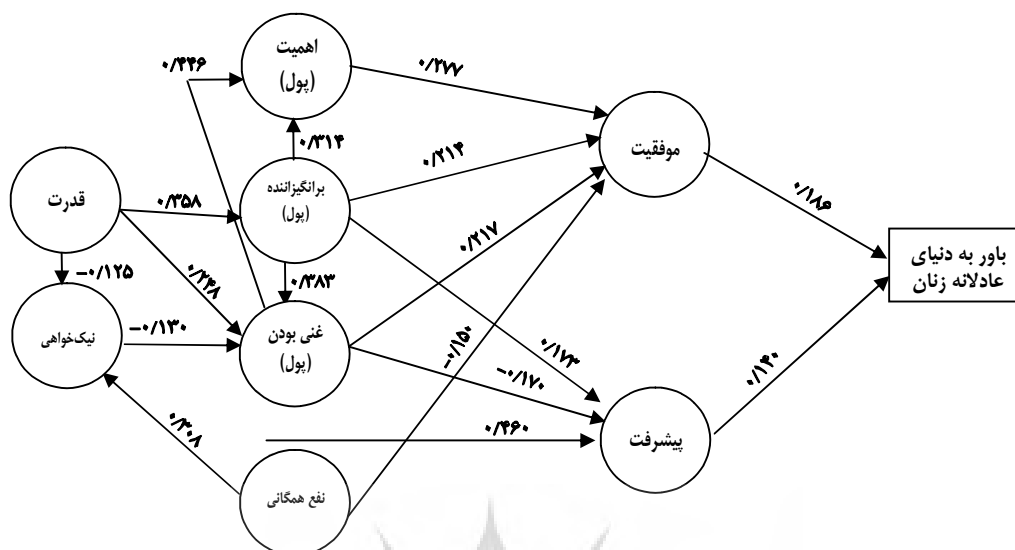 اهمیت
(پول)
۰/۴۴۶
۰/۲۷۷
موفقیت
۰/۳۱۴
۰/۲۱۴
برانگیزاننده
(پول)
قدرت
۰/۳۵۸
۰/۱۸۶
۰/۲۱۷
باور به دنیای
عادلانه زنان
-۰/۱۲۵
۰/۲۴۸
۰/۳۸۳
نیک‌خواهی
-۰/۱۳۰
غنی بودن
(پول)
-۰/۱۵۰
۰/۱۷۳
-۰/۱۷۰
۰/۱۴۰
۰/۳۰۸
۰/۴۶۰
پیشرفت
نفع همگانی